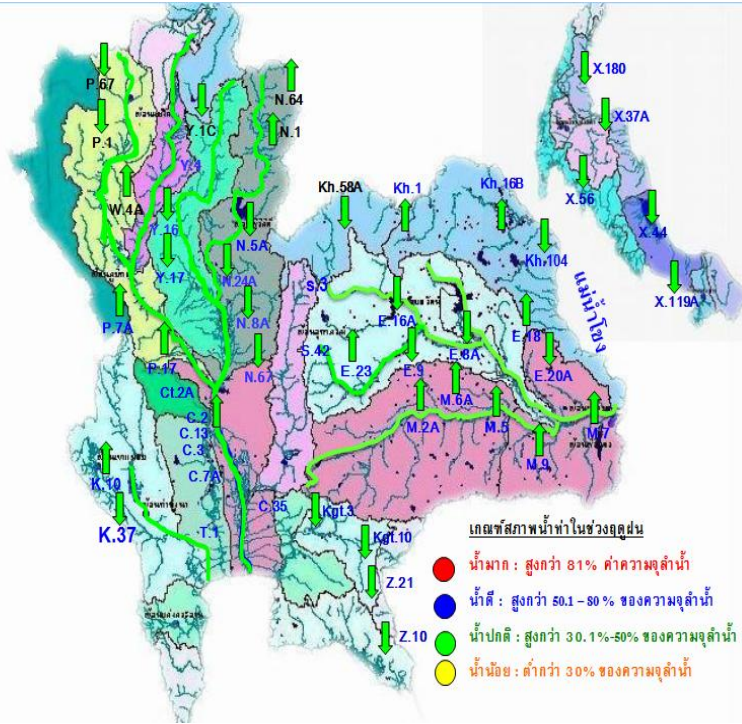 P.67
P.1
W.4A
Y.1C
Y.4
Y.16
Y.17
N.64
N.1
N.5A
N.24A
N.8A
N.67
P.7A
P.17
Ct.2A
C.2
C.13
C.3
C.7A
C.35
K.10
K.37
T.1
Kh.58A
Kh.1
Kh.16B
Kh.104
แม่น้ำโขง
S.3
S.42
E.16A
E.8A
E.18
E.23
E.9
E.20A
M.6A
M.2A
M.5
M.9
M.7
Kgt.3
Kgt.10
Z.21
Z.10
X.180
X.37A
X.56
X.44
X.119A
เกณฑ์สภาพน้ำท่าในช่วงฤดูฝน
น้ำมาก : สูงกว่า 81% ค่าความจุลำน้ำ
น้ำดี : สูงกว่า 50.1 – 80 % ของความจุลำน้ำ
น้ำปกติ : สูงกว่า 30.1%-50% ของความจุลำน้ำ
น้ำน้อย : ต่ำกว่า 30% ของความจุลำน้ำ